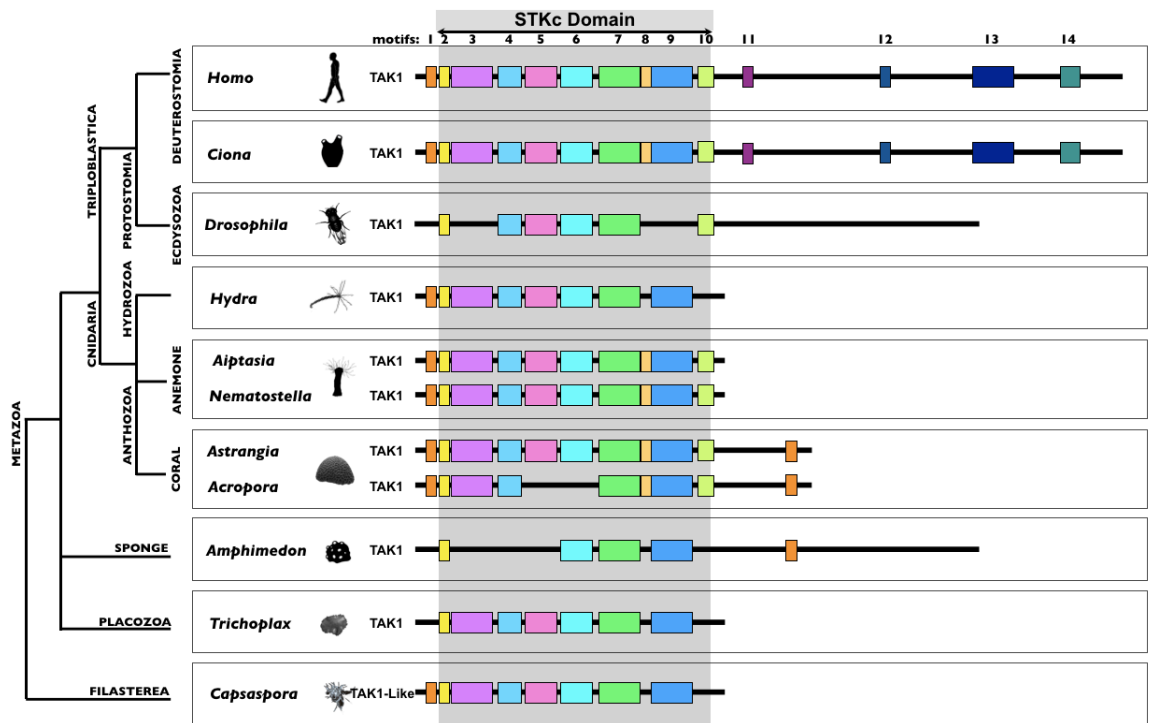 STKc Domain
motifs: 1 2 3 4 5 6 7 8 9 10 11 12 13 14
Homo TAK1
Ciona TAK1
Drosophila TAK1
Hydra TAK1
Aiptasia TAK1
Nematostella TAK1
Astrangia TAK1
Acropora TAK1
Amphimedon TAK1
Trichoplax TAK1
Capsaspora TAK1-Like
METAZOA
TRIPLOBLASTICA
CNIDARIA
PROTOSTOMIA
HYDROZOA
ANTHOZOA
DEUTEROSTOMIA
ECDYSOZOA
ANEMONE
CORAL
SPONGE
PLACOZOA
FILASTEREA